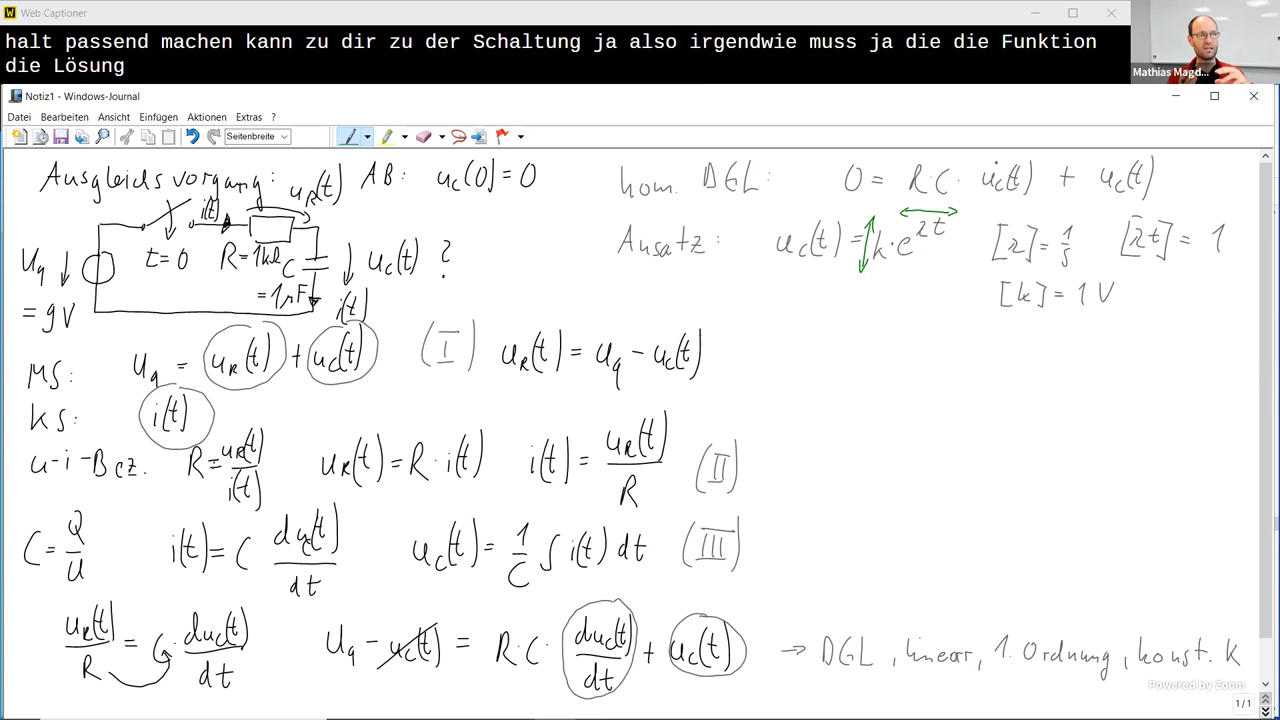 Web Captioner
halt passend machen kann zu dir zu der Schaltung ja also irgendwie muss ja die die Funktion
die Lösung
Mathias Magd...
Notiz1 - Windows-Journal
Datei Bearbeiten Ansicht Einfügen Aktionen Extras ?
Seitenbreite
Ausgleichsvorgang: u_R(t) AB: u_C(0) = 0
i(t)
U_q t=0 R=1kΩ C u_C(t) ?
= 9V = 1µF i(t)
MS: U_q = u_R(t) + u_C(t) (I) u_R(t) = U_q - u_C(t)
KS: i(t)
u-i-Bez. R = u_R(t)/i(t) u_R(t) = R · i(t) i(t) = u_R(t)/R (II)
C = Q/U i(t) = C du_C(t)/dt u_C(t) = 1/C ∫ i(t) dt (III)
u_R(t)/R = C · du_C(t)/dt U_q - u_C(t) = R·C· du_C(t)/dt + u_C(t) → DGL, linear, 1. Ordnung, konst. K
hom. DGL: 0 = R·C· u̇_C(t) + u_C(t)
Ansatz: u_C(t) = k·e^{λt} [λ] = 1/s [λt] = 1
[k] = 1 V
Powered by Zoom
1/1